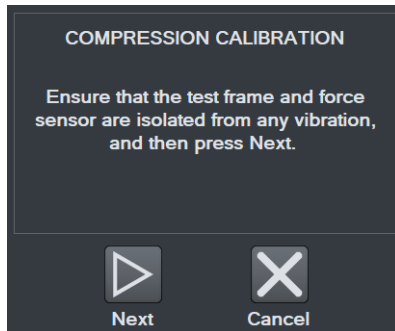 COMPRESSION CALIBRATION
Ensure that the test frame and force
sensor are isolated from any vibration,
and then press Next.
Next
Cancel